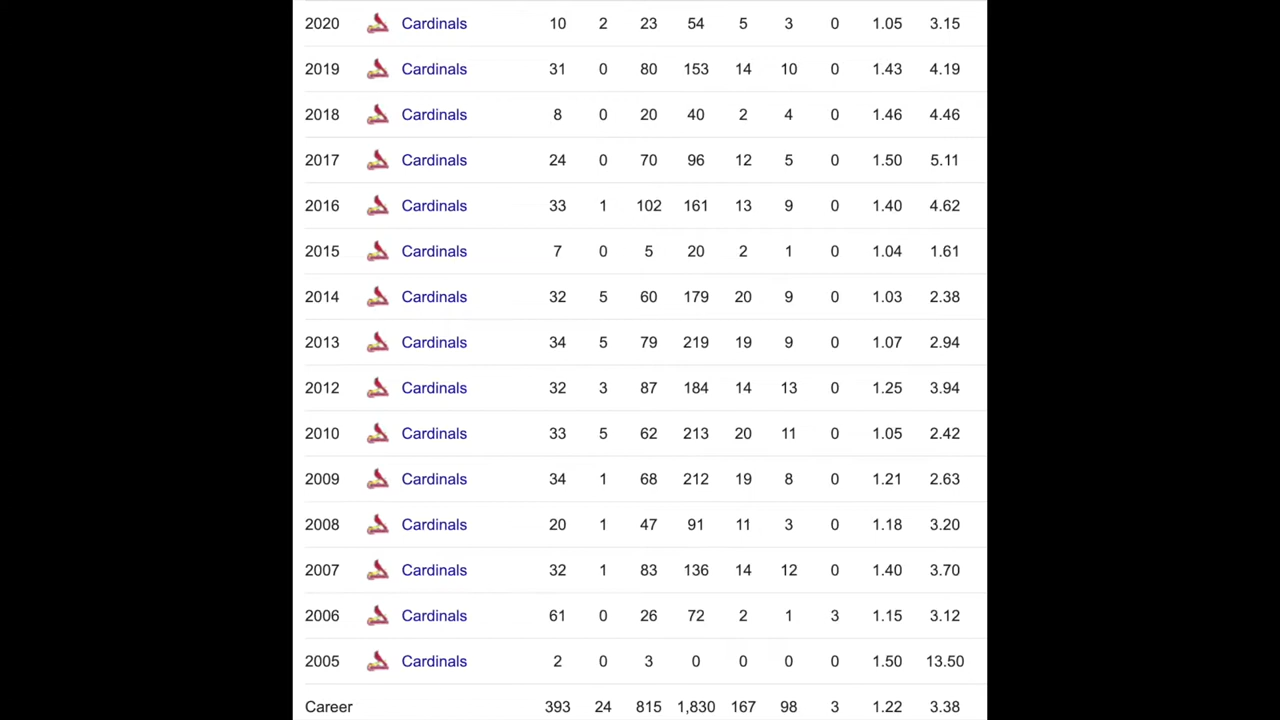 2020 Cardinals 10 2 23 54 5 3 0 1.05 3.15
2019 Cardinals 31 0 80 153 14 10 0 1.43 4.19
2018 Cardinals 8 0 20 40 2 4 0 1.46 4.46
2017 Cardinals 24 0 70 96 12 5 0 1.50 5.11
2016 Cardinals 33 1 102 161 13 9 0 1.40 4.62
2015 Cardinals 7 0 5 20 2 1 0 1.04 1.61
2014 Cardinals 32 5 60 179 20 9 0 1.03 2.38
2013 Cardinals 34 5 79 219 19 9 0 1.07 2.94
2012 Cardinals 32 3 87 184 14 13 0 1.25 3.94
2010 Cardinals 33 5 62 213 20 11 0 1.05 2.42
2009 Cardinals 34 1 68 212 19 8 0 1.21 2.63
2008 Cardinals 20 1 47 91 11 3 0 1.18 3.20
2007 Cardinals 32 1 83 136 14 12 0 1.40 3.70
2006 Cardinals 61 0 26 72 2 1 3 1.15 3.12
2005 Cardinals 2 0 3 0 0 0 0 1.50 13.50
Career 393 24 815 1,830 167 98 3 1.22 3.38